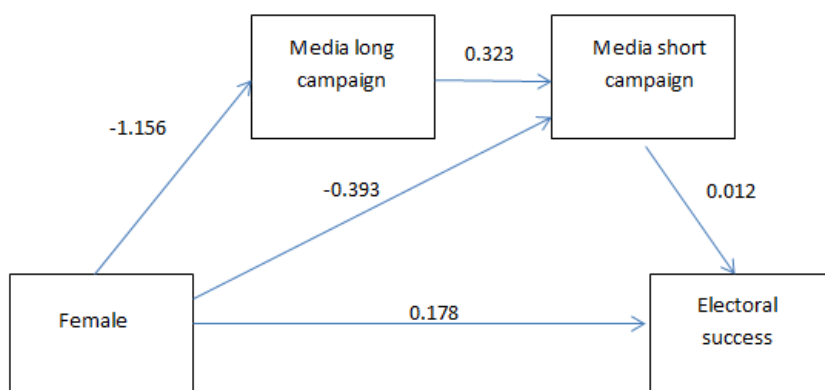 Media long
campaign
0.323
Media short
campaign
-1.156
-0.393
0.012
Female
0.178
Electoral
success